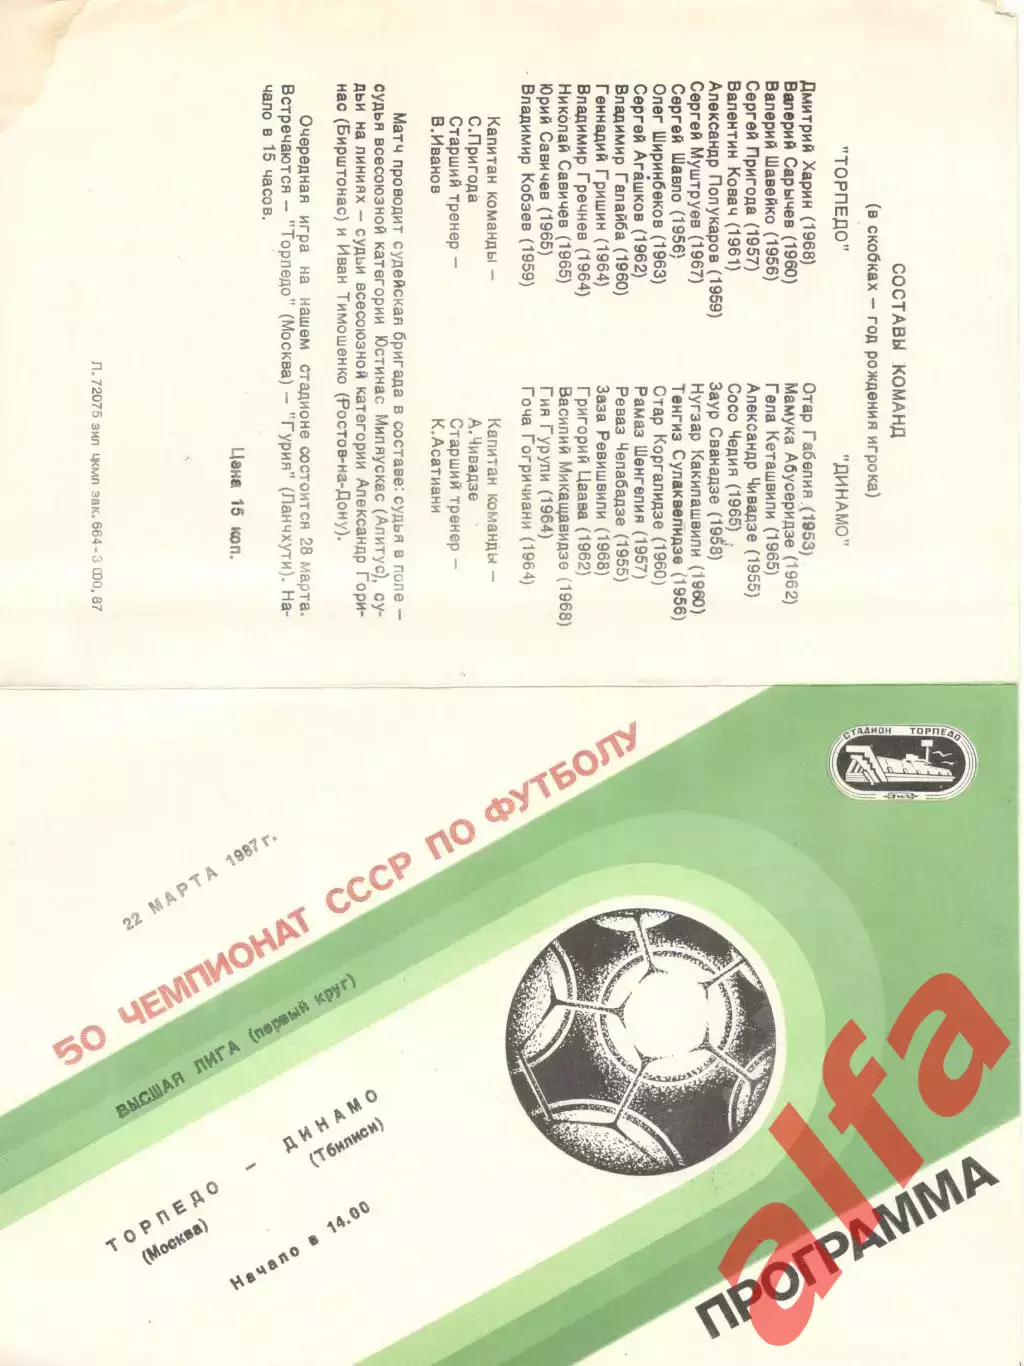 СОСТАВЫ КОМАНД
(в скобках – год рождения игрока)
"ТОРПЕДО"
Дмитрий Харин (1968)
Валерий Сарычев (1960)
Валерий Шавейко (1956)
Сергей Пригода (1957)
Валентин Ковач (1961)
Александр Полукаров (1959)
Сергей Муштруев (1967)
Сергей Шавло (1956)
Олег Ширинбеков (1963)
Сергей Агашков (1962)
Владимир Галайба (1960)
Геннадий Гришин (1964)
Владимир Гречнев (1964)
Николай Савичев (1965)
Юрий Савичев (1965)
Владимир Кобзев (1959)
Капитан команды –
С.Пригода
Старший тренер –
В.Иванов
"ДИНАМО"
Отар Габелия (1953)
Мамука Абусеридзе (1962)
Гела Кеташвили (1965)
Александр Чивадзе (1955)
Сосо Чедия (1965)
Заур Сванадзе (1958)
Нугзар Какилашвили (1960)
Тенгиз Сулаквелидзе (1956)
Отар Коргалидзе (1960)
Рамаз Шенгелия (1957)
Реваз Челабадзе (1955)
Заза Ревишвили (1968)
Григорий Цаава (1962)
Василий Микащавидзе (1968)
Гия Гурули (1964)
Гоча Гогричиани (1964)
Капитан команды –
А.Чивадзе
Старший тренер –
К.Асатиани
Матч проводит судейская бригада в составе: судья в поле –
судья всесоюзной категории Юстинас Миляускас (Алитус), су-
дьи на линиях – судьи всесоюзной категории Александр Гори-
нас (Бирштонас) и Иван Тимошенко (Ростов-на-Дону).
Очередная игра на нашем стадионе состоится 28 марта.
Встречаются – "Торпедо" (Москва) – "Гурия" (Ланчхути). На-
чало в 15 часов.
Цена 15 коп.
Л. 72075 зип цкмп зак. 664-3 000, 87
СТАДИОН ТОРПЕДО
ЗИЛ
50 ЧЕМПИОНАТ СССР ПО ФУТБОЛУ
22 МАРТА 1987 г.
ВЫСШАЯ ЛИГА (первый круг)
ТОРПЕДО – ДИНАМО
(Москва) (Тбилиси)
Начало в 14.00
ПРОГРАММА
alfa